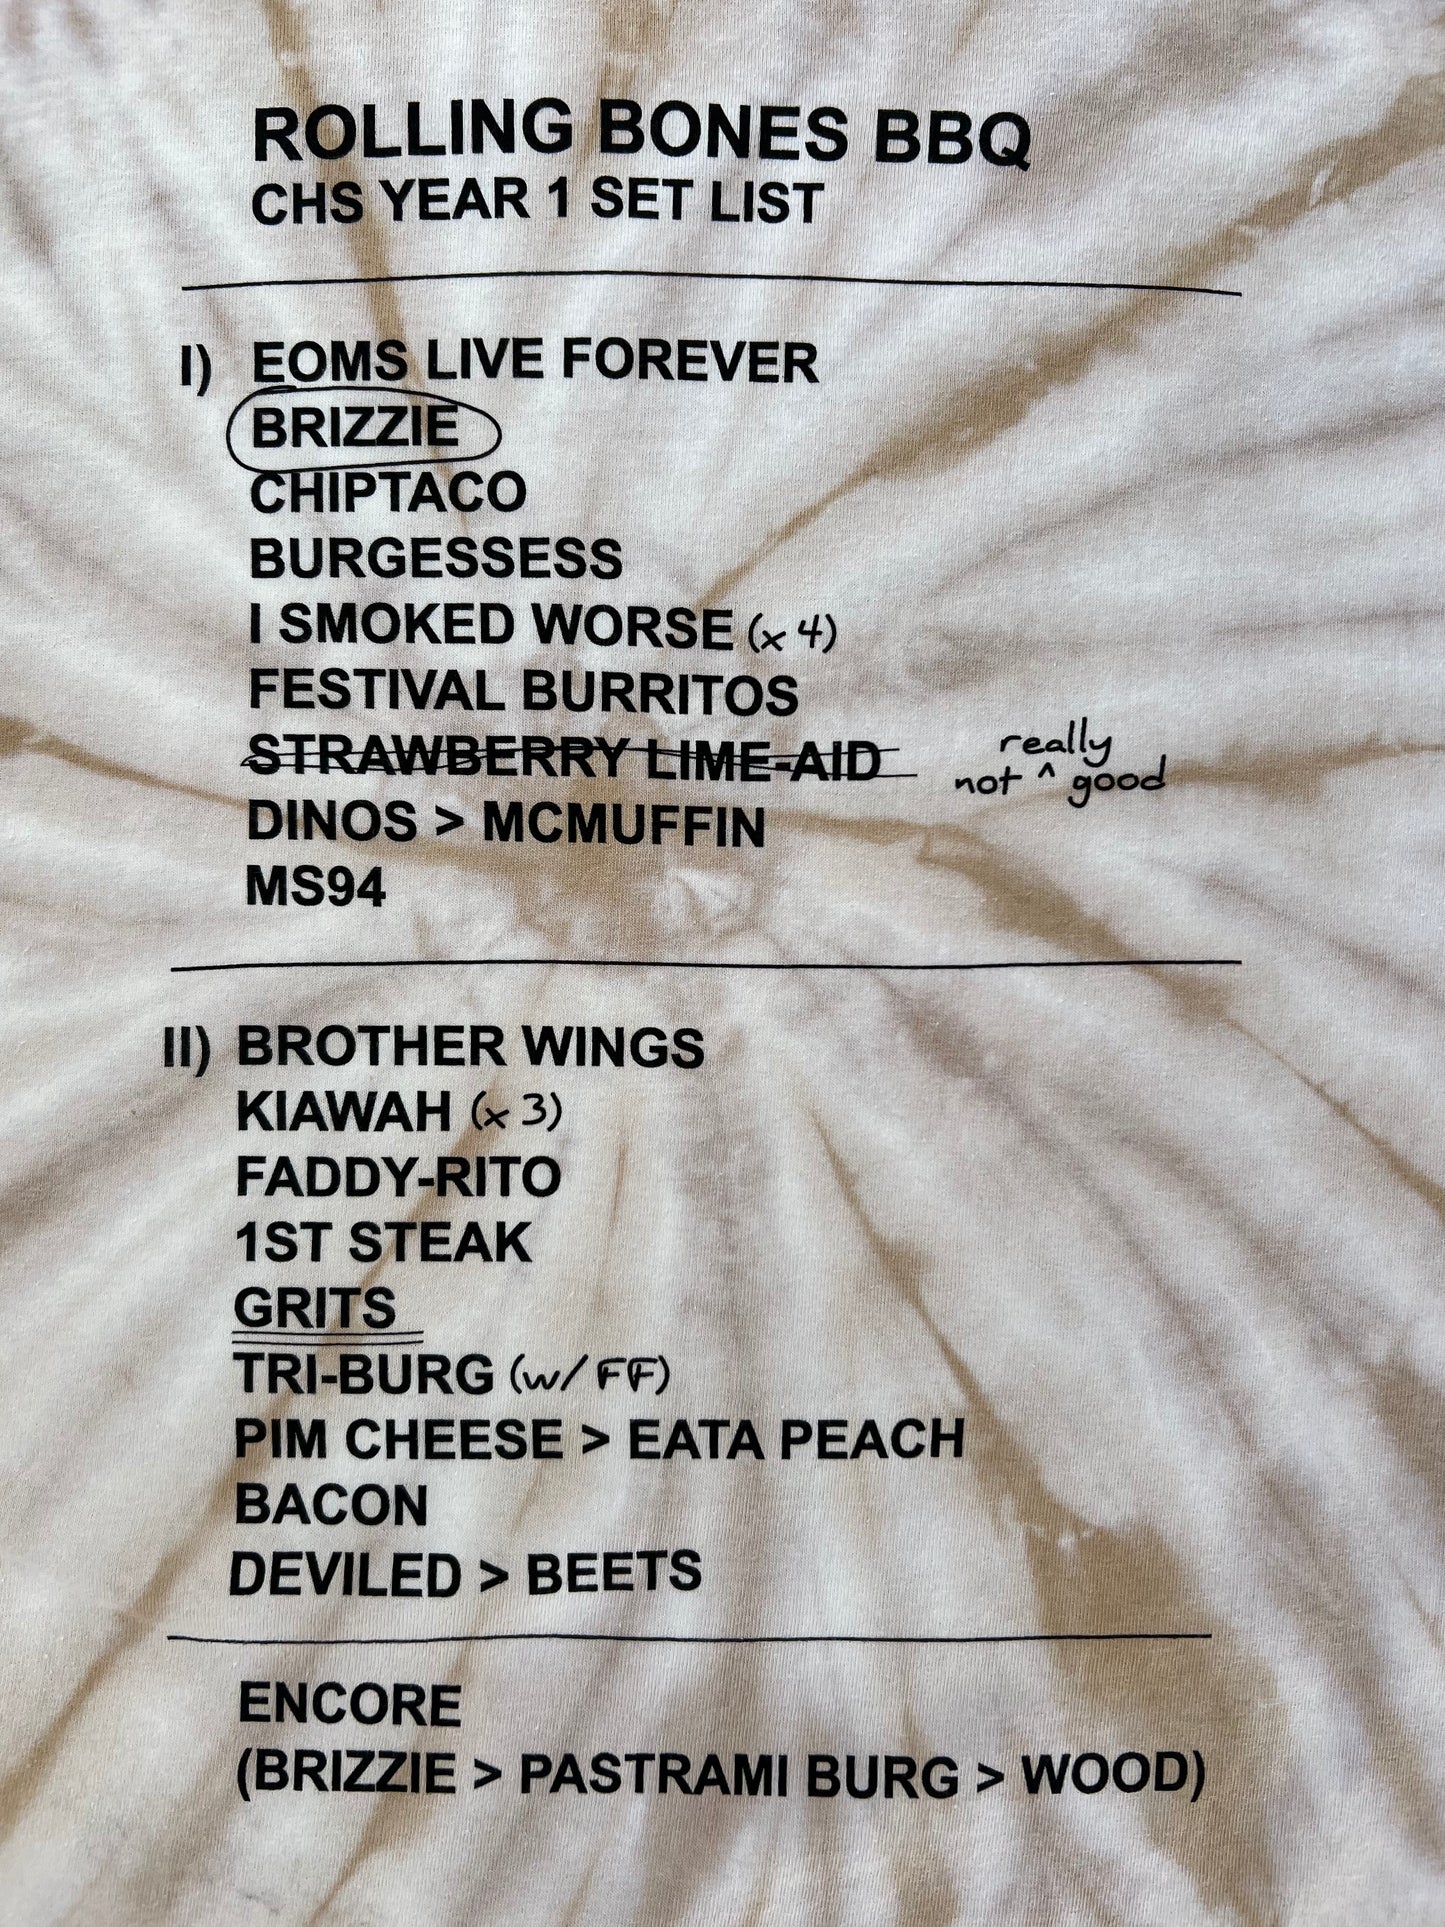 ROLLING BONES BBQ
CHS YEAR 1 SET LIST
I) EOMS LIVE FOREVER
BRIZZIE
CHIPTACO
BURGESSESS
I SMOKED WORSE (x 4)
FESTIVAL BURRITOS
STRAWBERRY LIME-AID not ^ really good
DINOS > MCMUFFIN
MS94
II) BROTHER WINGS
KIAWAH (x 3)
FADDY-RITO
1ST STEAK
GRITS
TRI-BURG (w/ FF)
PIM CHEESE > EATA PEACH
BACON
DEVILED > BEETS
ENCORE
(BRIZZIE > PASTRAMI BURG > WOOD)